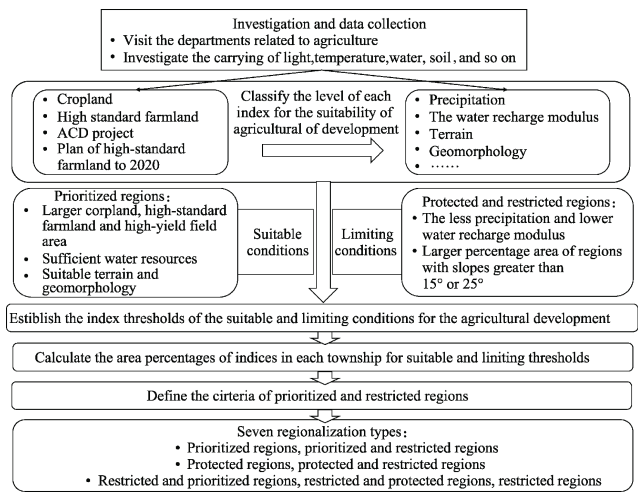 Investigation and data collection
• Visit the departments related to agriculture
• Investigate the carrying of light,temperature,water, soil, and so on
• Cropland
• High standard farmland
• ACD project
• Plan of high-standard
farmland to 2020
Classify the level of each
index for the suitability of
agricultural of development
• Precipitation
• The water recharge modulus
• Terrain
• Geomorphology
• ······
Prioritized regions:
• Larger corpland, high-standard
farmland and high-yield field
area
• Sufficient water resources
• Suitable terrain and
geomorphology
Suitable
conditions
Limiting
conditions
Protected and restricted regions:
• The less precipitation and lower
water recharge modulus
• Larger percentage area of regions
with slopes greater than
15° or 25°
Estiblish the index thresholds of the suitable and limiting conditions for the agricultural development
Calculate the area percentages of indices in each township for suitable and liniting thresholds
Define the cirteria of prioritized and restricted regions
Seven regionalization types:
• Prioritized regions, prioritized and restricted regions
• Protected regions, protected and restricted regions
• Restricted and prioritized regions, restricted and protected regions, restricted regions